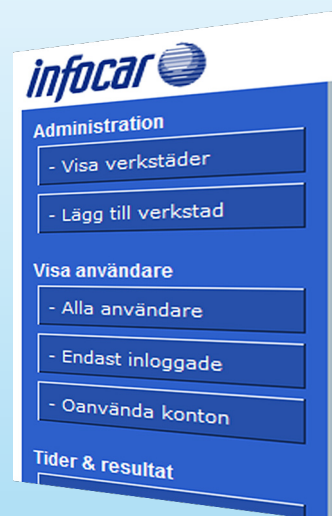 infocar
Administration
- Visa verkstäder
- Lägg till verkstad
Visa användare
- Alla användare
- Endast inloggade
- Oanvända konton
Tider & resultat